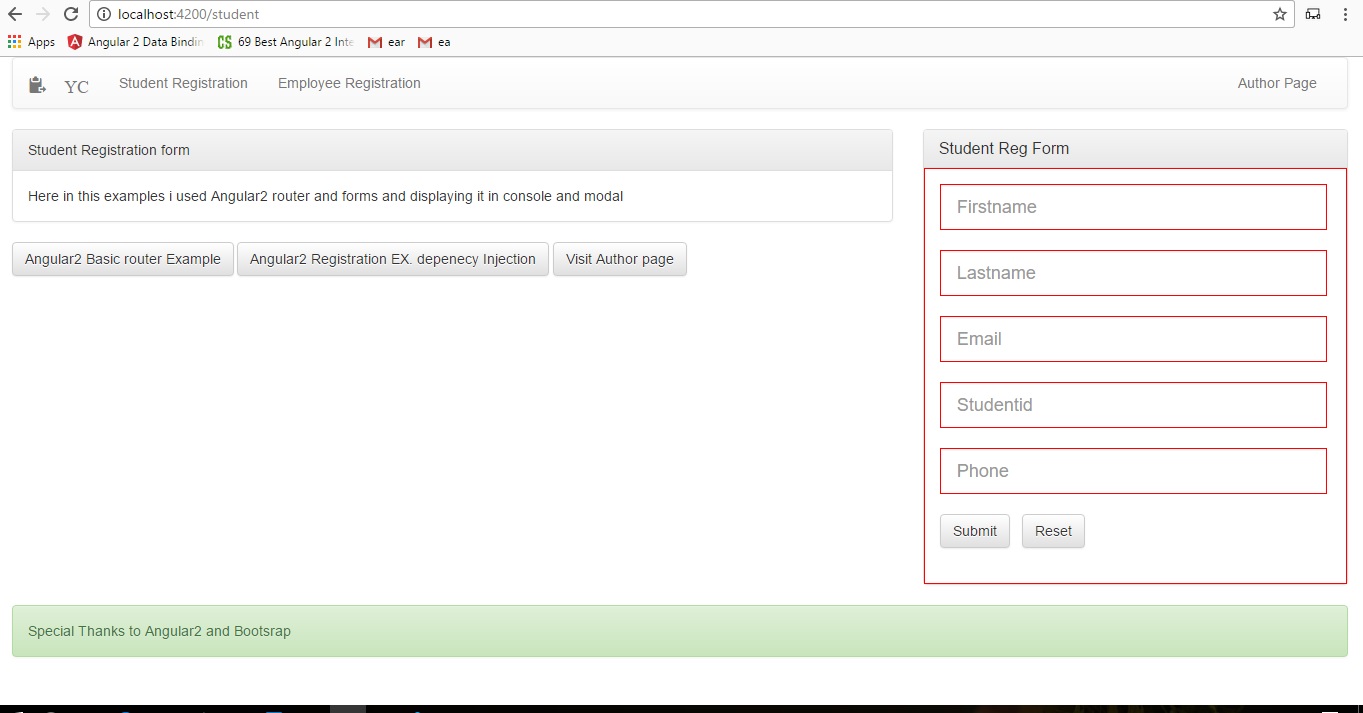 localhost:4200/student
Apps Angular 2 Data Bindin 69 Best Angular 2 Inte ear ea
YC Student Registration Employee Registration Author Page
Student Registration form
Here in this examples i used Angular2 router and forms and displaying it in console and modal
Angular2 Basic router Example Angular2 Registration EX. depenecy Injection Visit Author page
Student Reg Form
Firstname
Lastname
Email
Studentid
Phone
Submit Reset
Special Thanks to Angular2 and Bootsrap